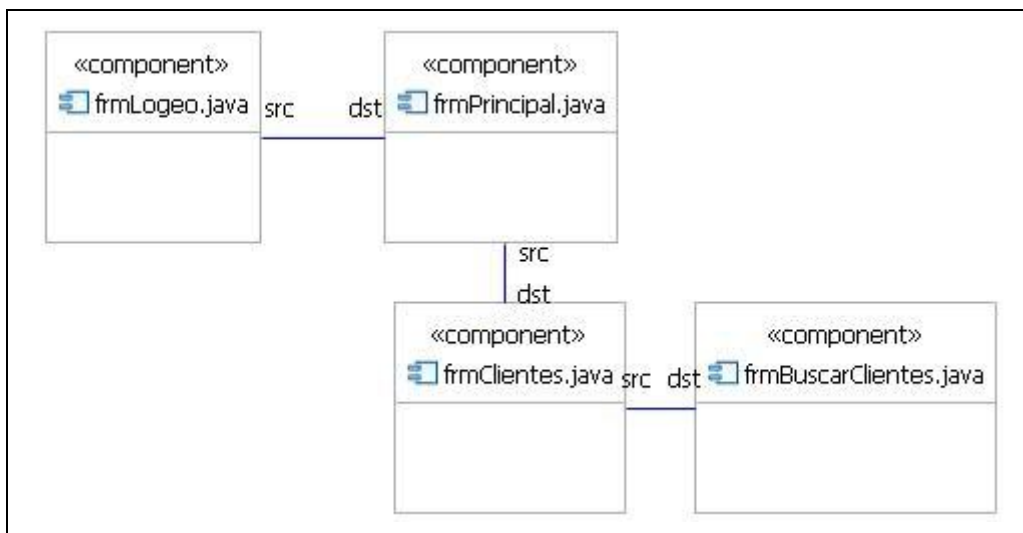 «component»
frmLogeo.java
src
dst
«component»
frmPrincipal.java
src
dst
«component»
frmClientes.java
src
dst
«component»
frmBuscarClientes.java